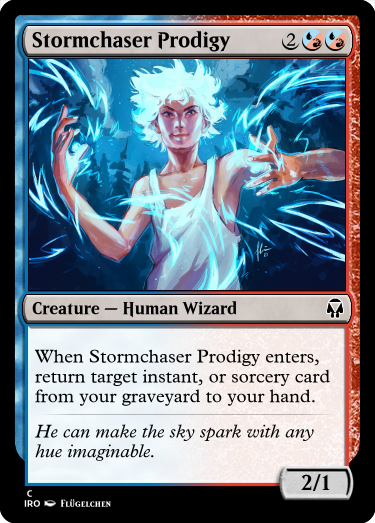 Stormchaser Prodigy 2
Creature — Human Wizard
When Stormchaser Prodigy enters,
return target instant, or sorcery card
from your graveyard to your hand.
He can make the sky spark with any
hue imaginable.
2/1
C
IRO Flügelchen